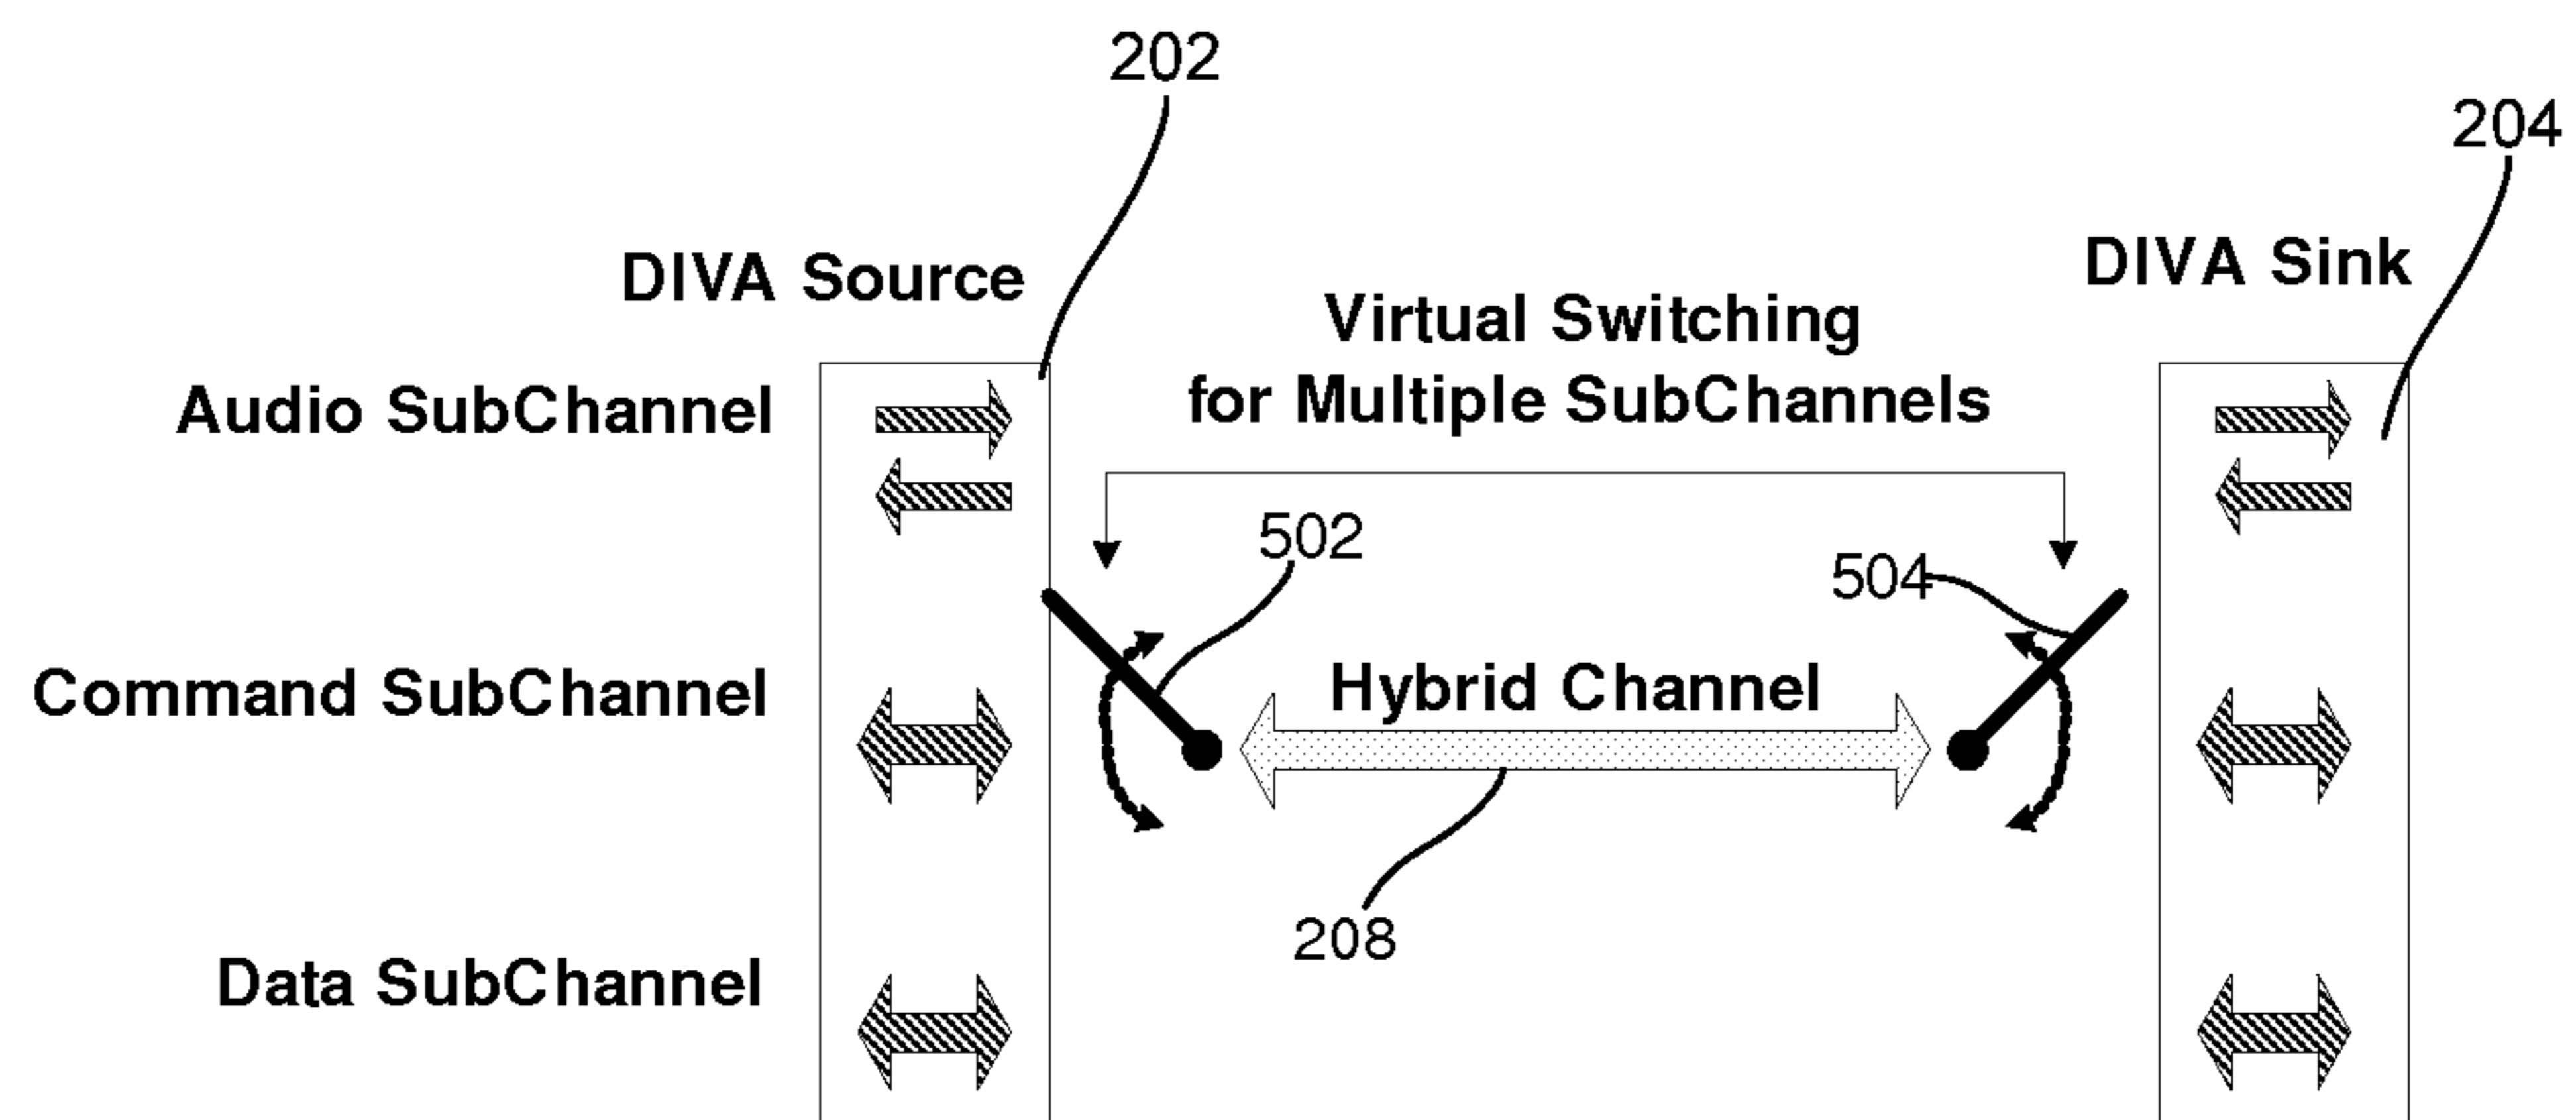 202
204
DIVA Source
DIVA Sink
Virtual Switching
for Multiple SubChannels
Audio SubChannel
502
504
Command SubChannel
Hybrid Channel
208
Data SubChannel